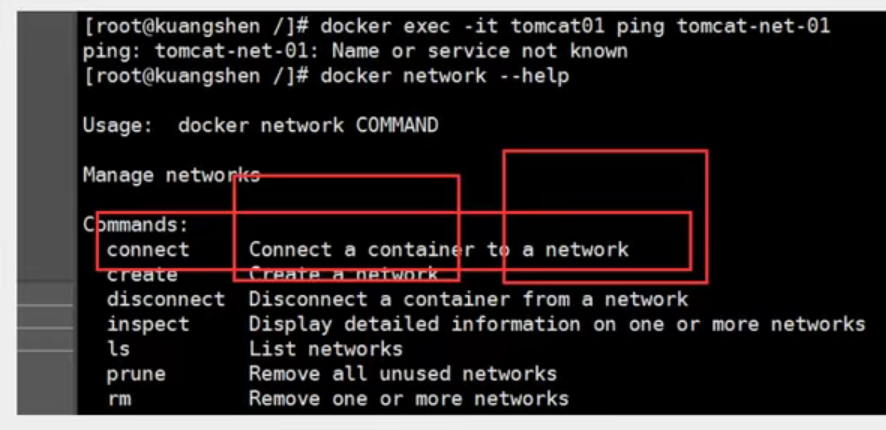 [root@kuangshen /]# docker exec -it tomcat01 ping tomcat-net-01
ping: tomcat-net-01: Name or service not known
[root@kuangshen /]# docker network --help
Usage:  docker network COMMAND
Manage networks
Commands:
  connect     Connect a container to a network
  create      Create a network
  disconnect  Disconnect a container from a network
  inspect     Display detailed information on one or more networks
  ls          List networks
  prune       Remove all unused networks
  rm          Remove one or more networks